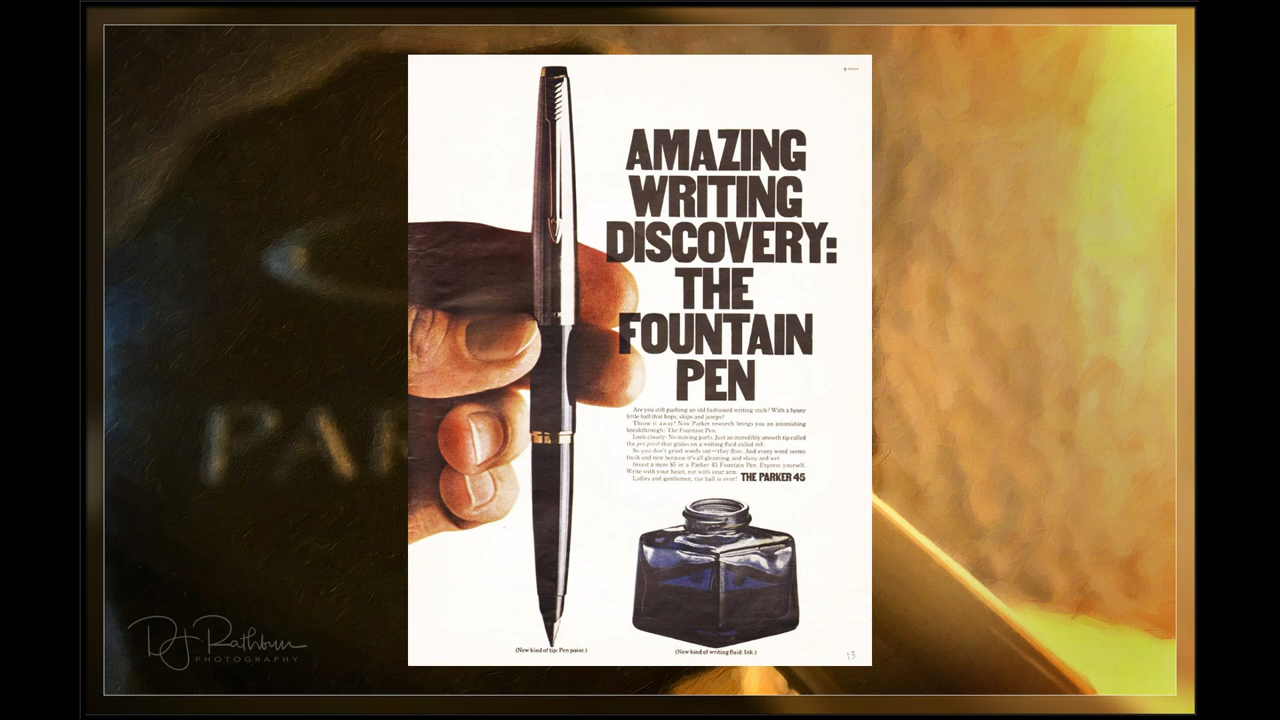 PARKER
AMAZING
WRITING
DISCOVERY:
THE
FOUNTAIN
PEN
Are you still pushing an old fashioned writing stick? With a funny
little ball that hops, skips and jumps?
Throw it away! Now Parker research brings you an astonishing
breakthrough: The Fountain Pen.
Look closely: No moving parts. Just an incredibly smooth tip called
the pen point that glides on a writing fluid called ink.
So you don't grind words out—they flow. And every word seems
fresh and new because it's all gleaming, and shiny and wet.
Invest a mere $5 in a Parker 45 Fountain Pen. Express yourself.
Write with your heart, not with your arm.
Ladies and gentlemen, the ball is over! THE PARKER 45
(New kind of tip: Pen point.)
(New kind of writing fluid: Ink.)
13
DJ Rathbun
PHOTOGRAPHY